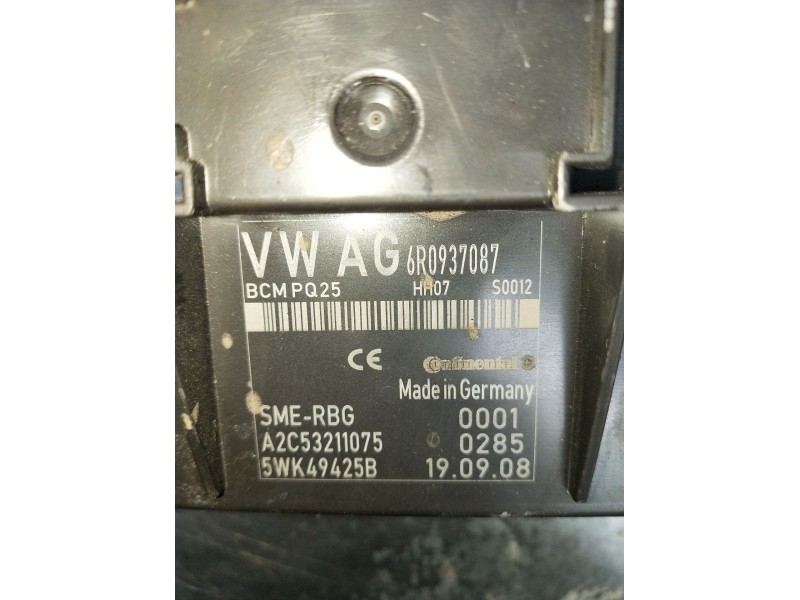 VW AG 6R0937087
BCM PQ25 HH07 S0012
CE Continental
Made in Germany
SME-RBG 0001
A2C53211075 0285
5WK49425B 19.09.08